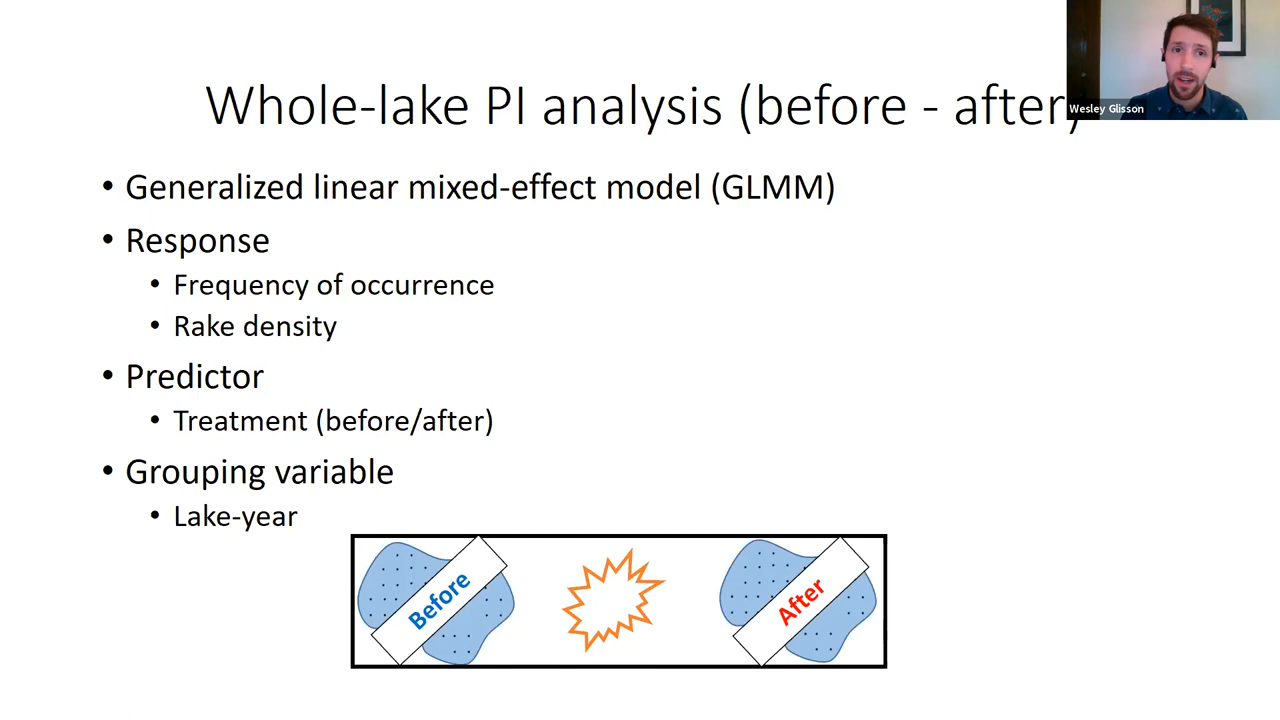 Whole-lake PI analysis (before - after)
Wesley Glisson
• Generalized linear mixed-effect model (GLMM)
• Response
• Frequency of occurrence
• Rake density
• Predictor
• Treatment (before/after)
• Grouping variable
• Lake-year
Before
After